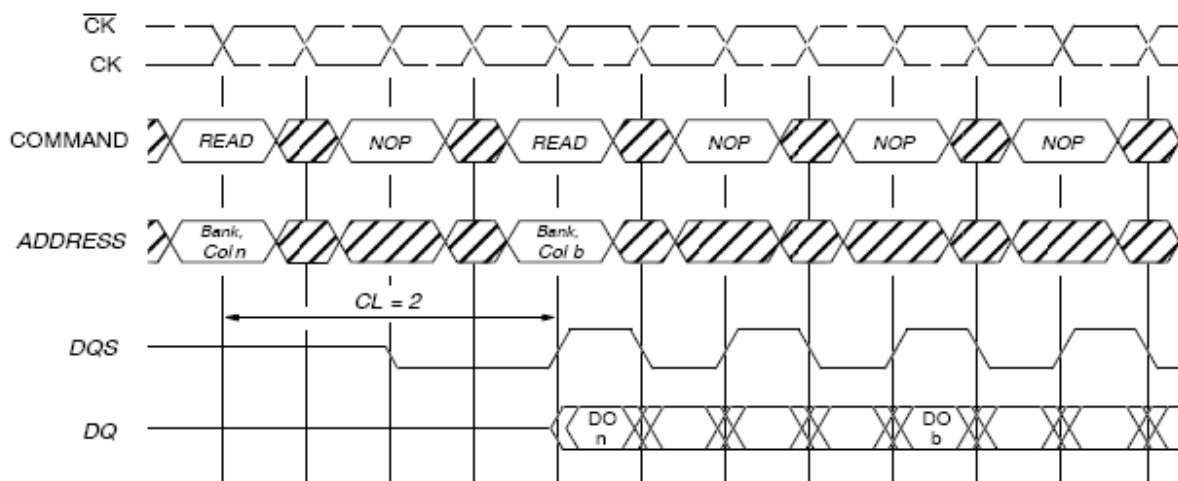 CK
CK
COMMAND READ NOP READ NOP NOP NOP
ADDRESS Bank, Col n Bank, Col b
CL = 2
DQS
DQ DO n DO b